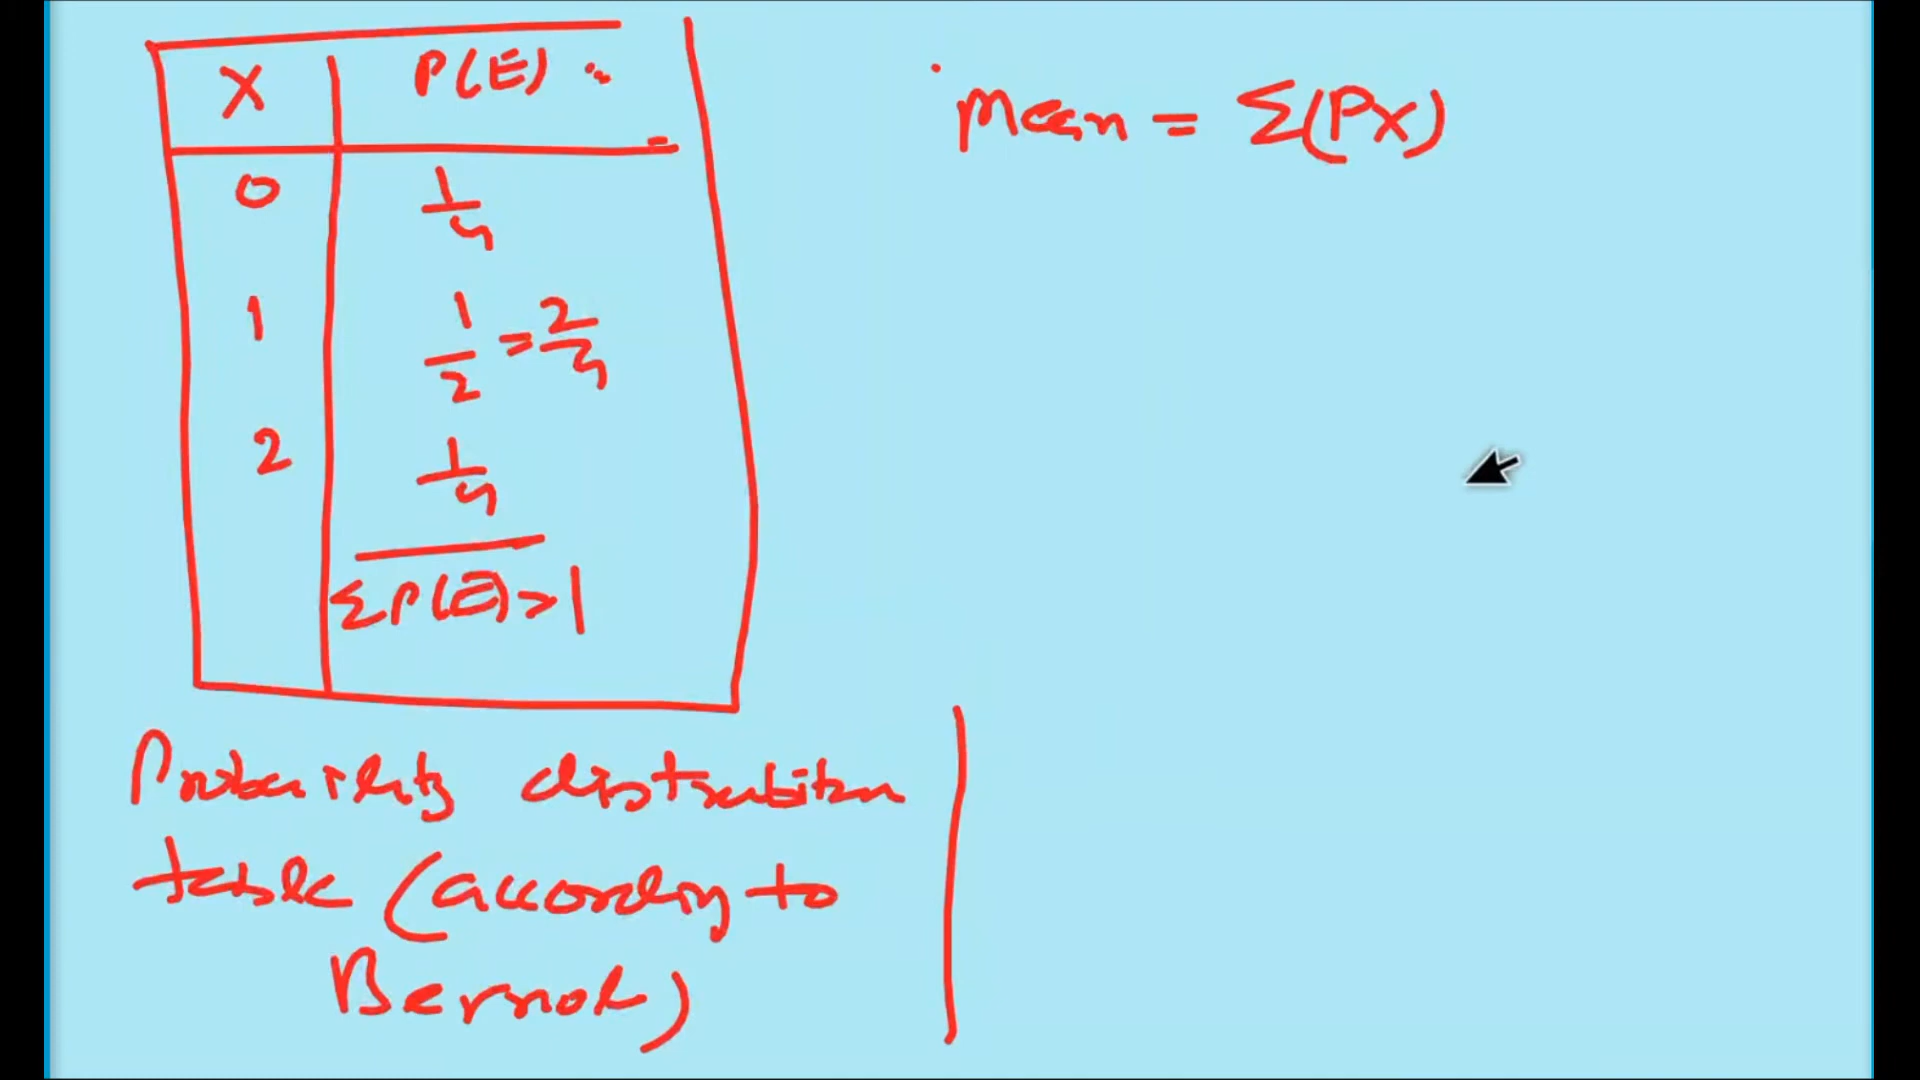 X P(E)
0 1/4
1 1/2 = 2/4
2 1/4
ΣP(E) = 1
Mean = Σ(PX)
Probability distribution
table (according to
Bernol)